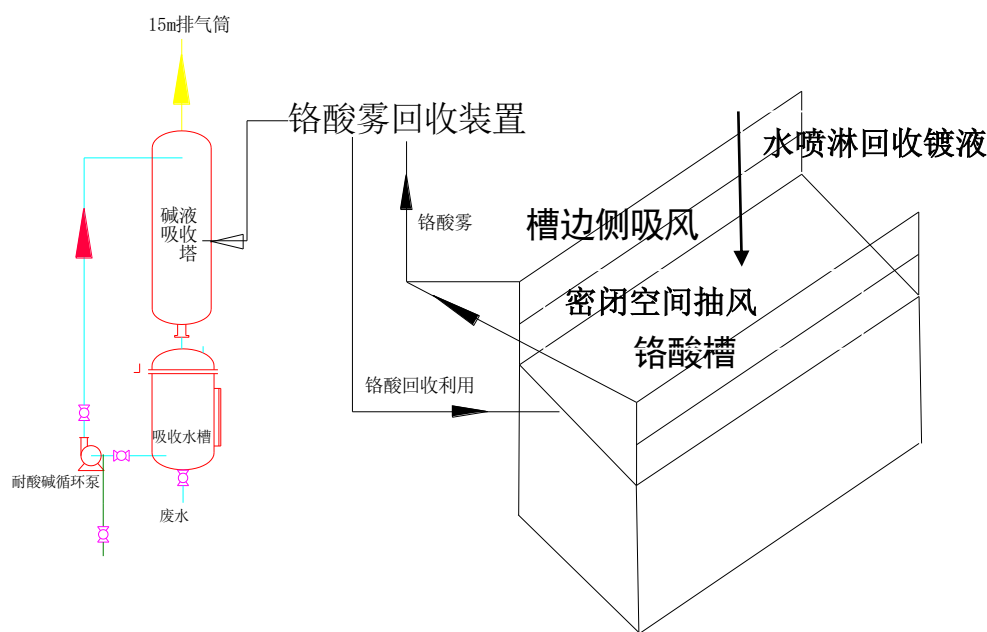 15m排气筒
铬酸雾回收装置
水喷淋回收镀液
碱液
吸收
塔
铬酸雾
槽边侧吸风
密闭空间抽风
铬酸槽
铬酸回收利用
吸收水槽
耐酸碱循环泵
废水